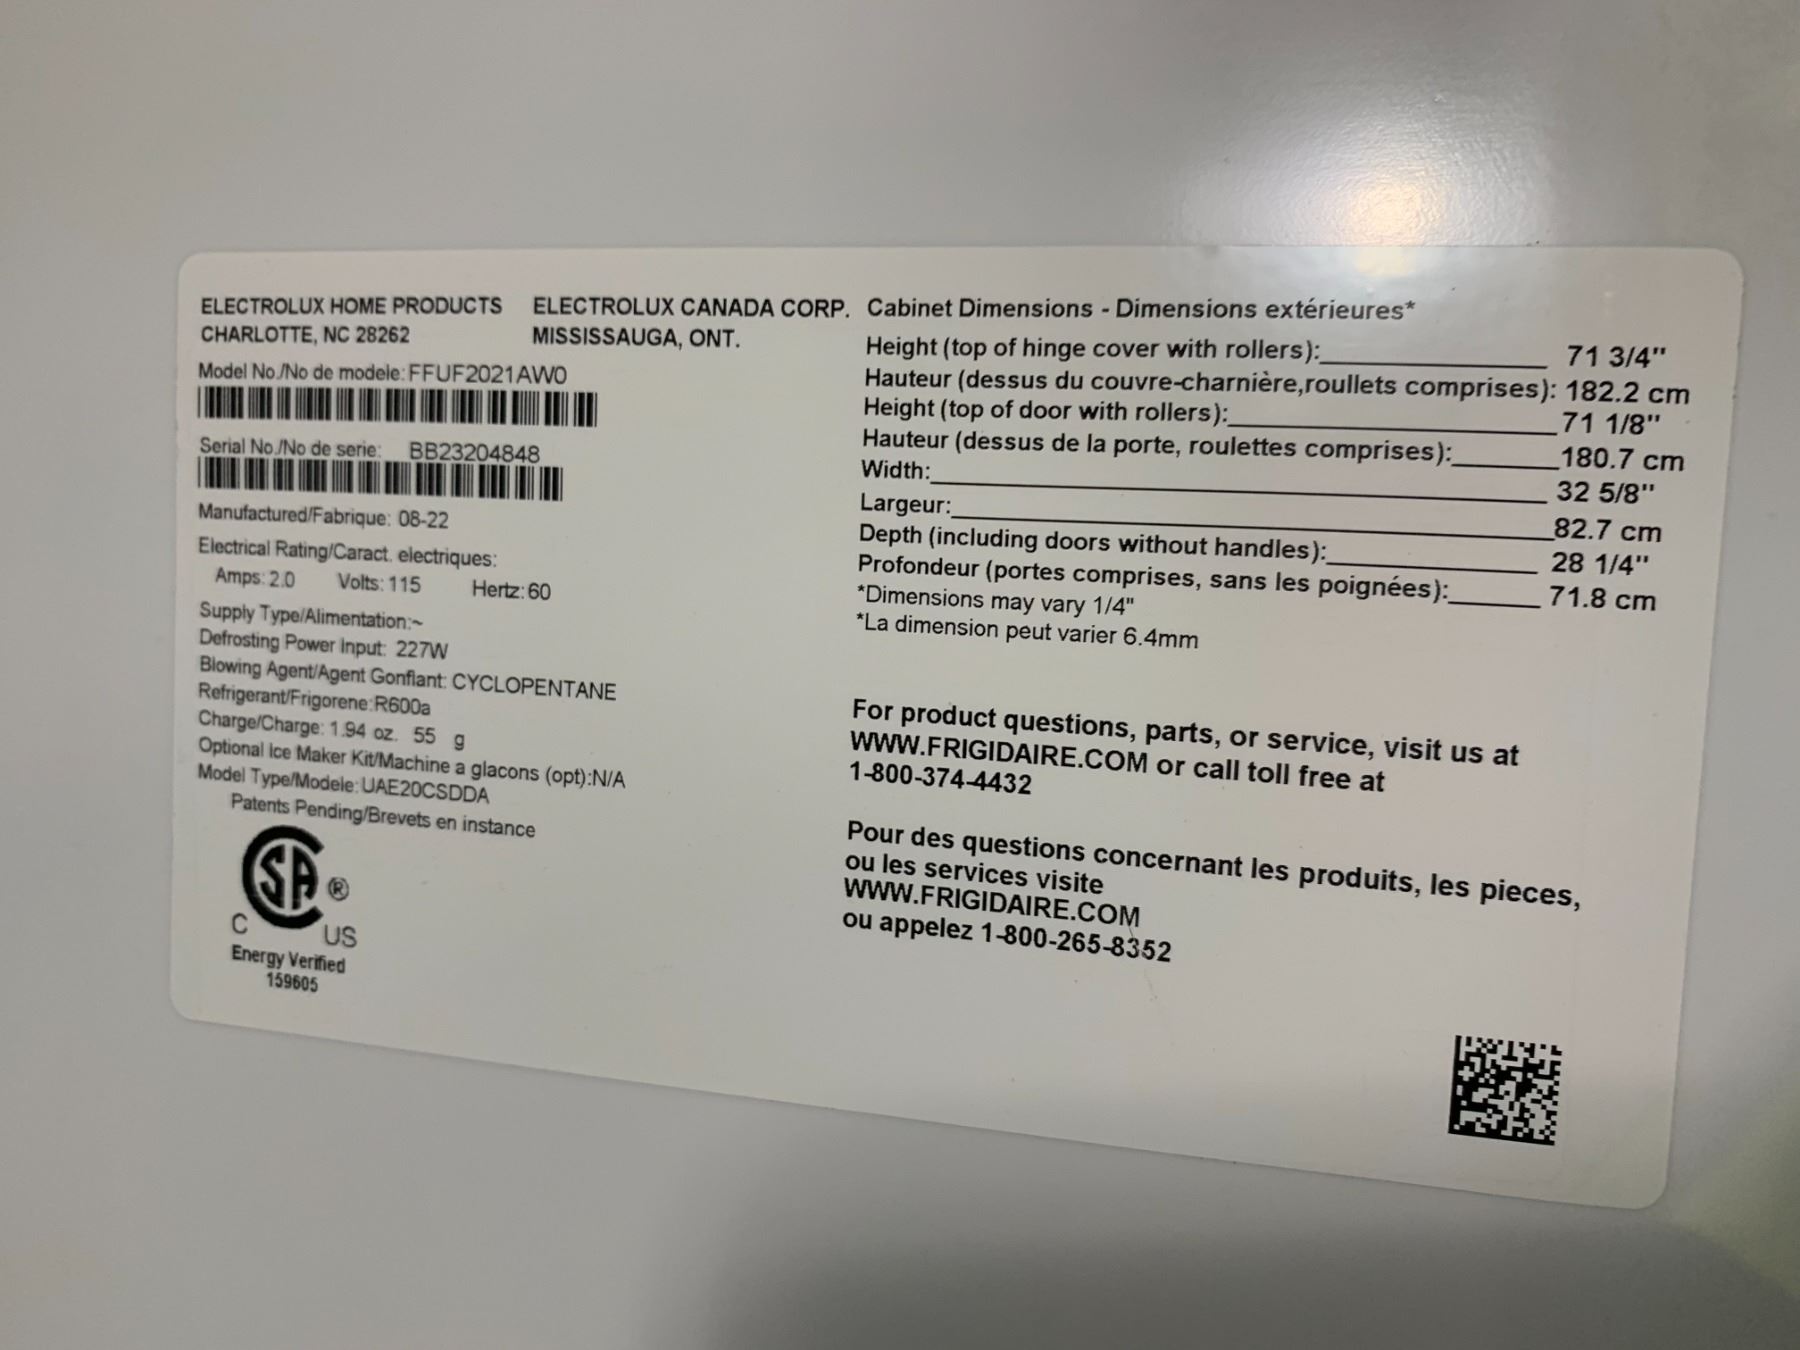 ELECTROLUX HOME PRODUCTS
CHARLOTTE, NC 28262
ELECTROLUX CANADA CORP.
MISSISSAUGA, ONT.
Model No./No de modele:FFUF2021AW0
Serial No./No de serie: BB23204848
Manufactured/Fabrique: 08-22
Electrical Rating/Caract. electriques:
Amps: 2.0 Volts: 115 Hertz: 60
Supply Type/Alimentation:~
Defrosting Power Input: 227W
Blowing Agent/Agent Gonflant: CYCLOPENTANE
Refrigerant/Frigorene:R600a
Charge/Charge: 1.94 oz. 55 g
Optional Ice Maker Kit/Machine a glacons (opt):N/A
Model Type/Modele:UAE20CSDDA
Patents Pending/Brevets en instance
SA ®
C US
Energy Verified
159605
Cabinet Dimensions - Dimensions extérieures*
Height (top of hinge cover with rollers): 71 3/4"
Hauteur (dessus du couvre-charnière,roullets comprises): 182.2 cm
Height (top of door with rollers): 71 1/8"
Hauteur (dessus de la porte, roulettes comprises): 180.7 cm
Width: 32 5/8"
Largeur: 82.7 cm
Depth (including doors without handles): 28 1/4"
Profondeur (portes comprises, sans les poignées): 71.8 cm
*Dimensions may vary 1/4"
*La dimension peut varier 6.4mm
For product questions, parts, or service, visit us at
WWW.FRIGIDAIRE.COM or call toll free at
1-800-374-4432
Pour des questions concernant les produits, les pieces,
ou les services visite
WWW.FRIGIDAIRE.COM
ou appelez 1-800-265-8352